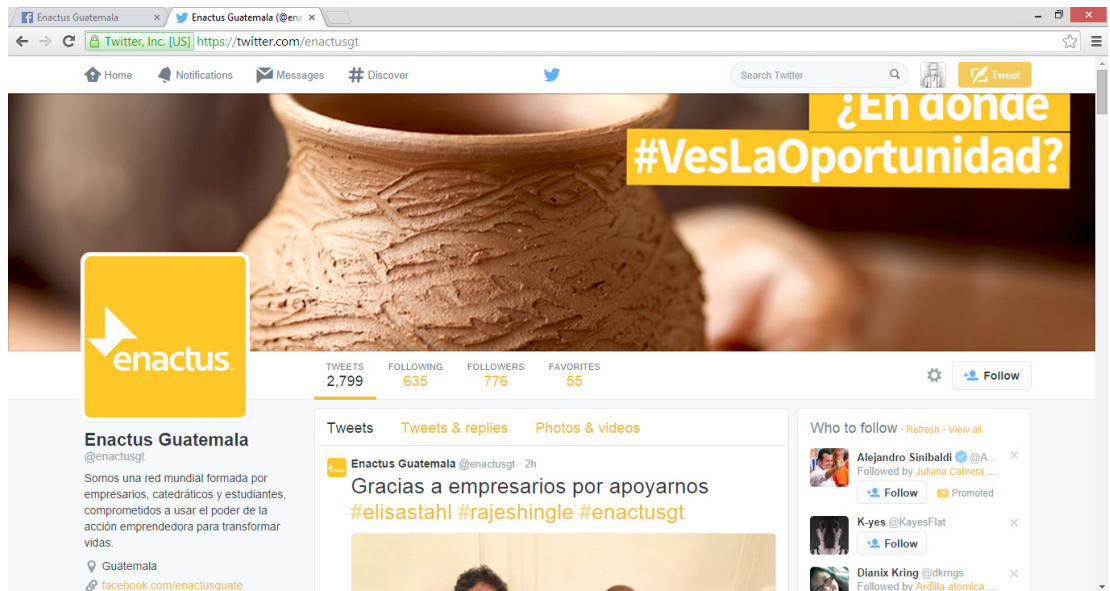 Enactus Guatemala
Enactus Guatemala (@ena
Twitter, Inc. [US] https://twitter.com/enactusgt
Home Notifications Messages # Discover Search Twitter Tweet
¿En dónde
#VesLaOportunidad?
enactus
TWEETS FOLLOWING FOLLOWERS FAVORITES
2,799 635 776 55
Follow
Enactus Guatemala
@enactusgt
Somos una red mundial formada por
empresarios, catedráticos y estudiantes,
comprometidos a usar el poder de la
acción emprendedora para transformar
vidas.
Guatemala
facebook.com/enactusguate
Tweets Tweets & replies Photos & videos
enactus
Enactus Guatemala @enactusgt · 2h
Gracias a empresarios por apoyarnos
#elisastahl #rajeshingle #enactusgt
Who to follow · Refresh · View all
Alejandro Sinibaldi @A...
Followed by Juliana Cabrera ...
Follow Promoted
K-yes @KayesFlat
Follow
Dianix Kring @dkrngs
Followed by Ardilla atomica ...